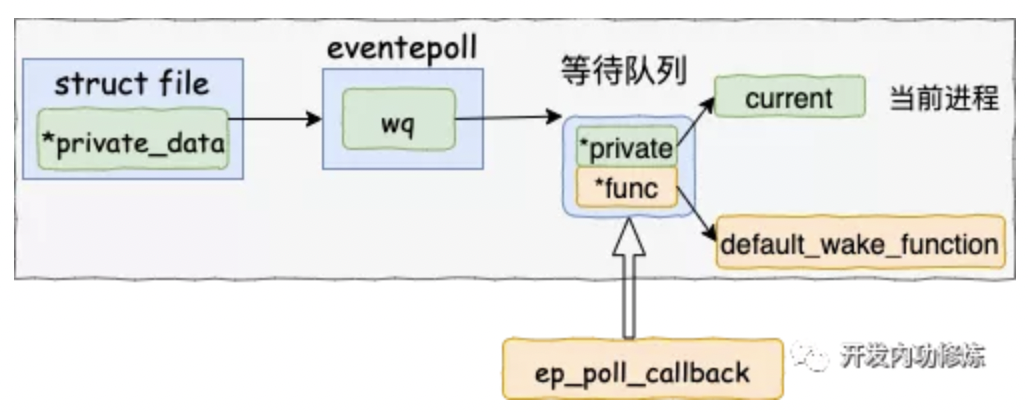 eventepoll
struct file
*private_data
wq
等待队列
*private
*func
current
当前进程
default_wake_function
ep_poll_callback
开发内功修炼